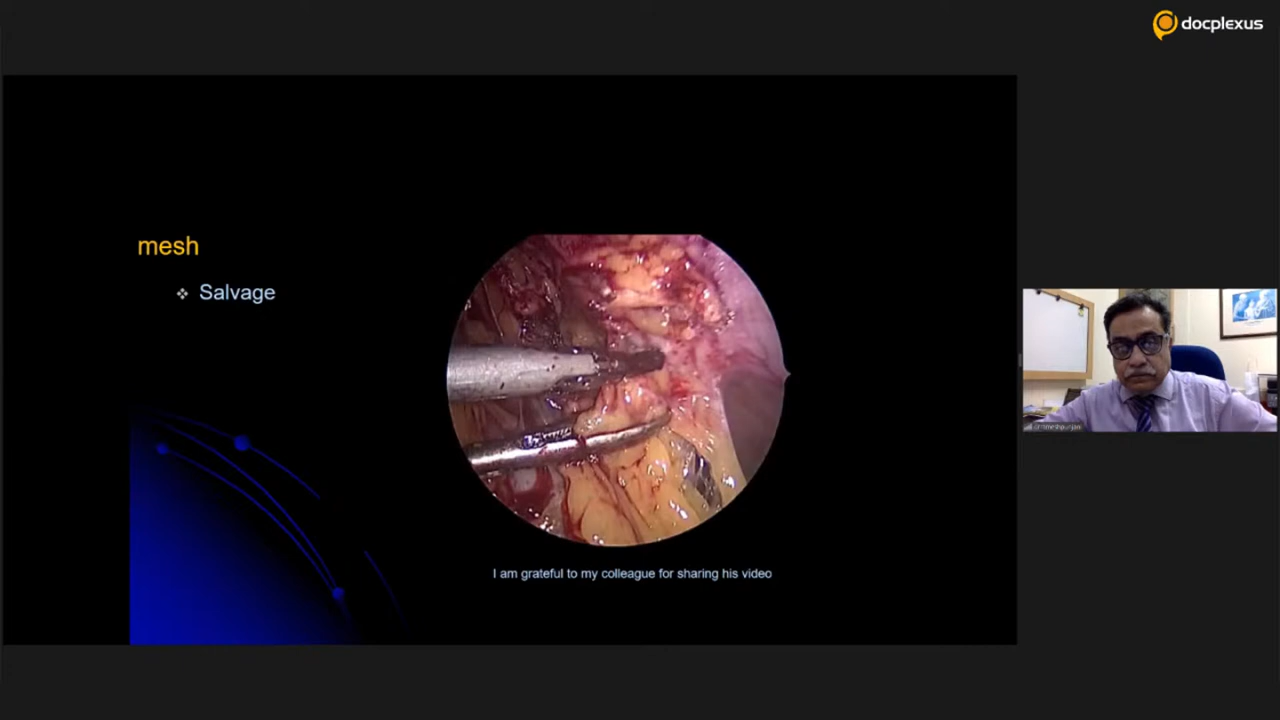 docplexus
mesh
❖ Salvage
I am grateful to my colleague for sharing his video